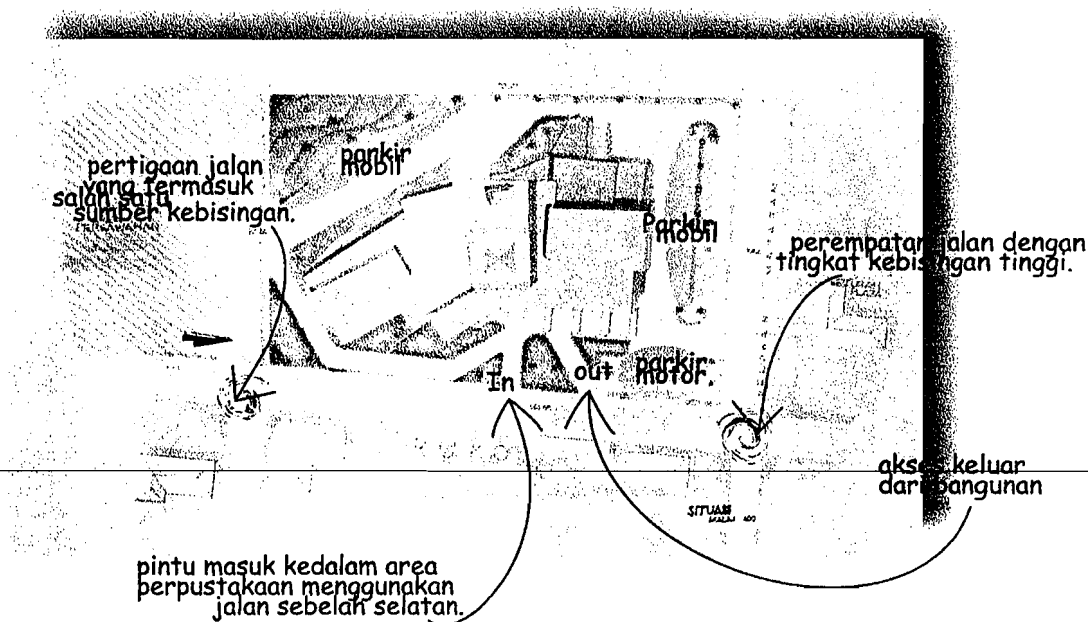 pertigaan jalan
yang termasuk
salah satu
sumber kebisingan.
parkir
mobil
Parkir
mobil
perempatan jalan dengan
tingkat kebisingan tinggi.
In
out
parkir
motor.
akses keluar
dari bangunan
SITUASI
pintu masuk kedalam area
perpustakaan menggunakan
jalan sebelah selatan.